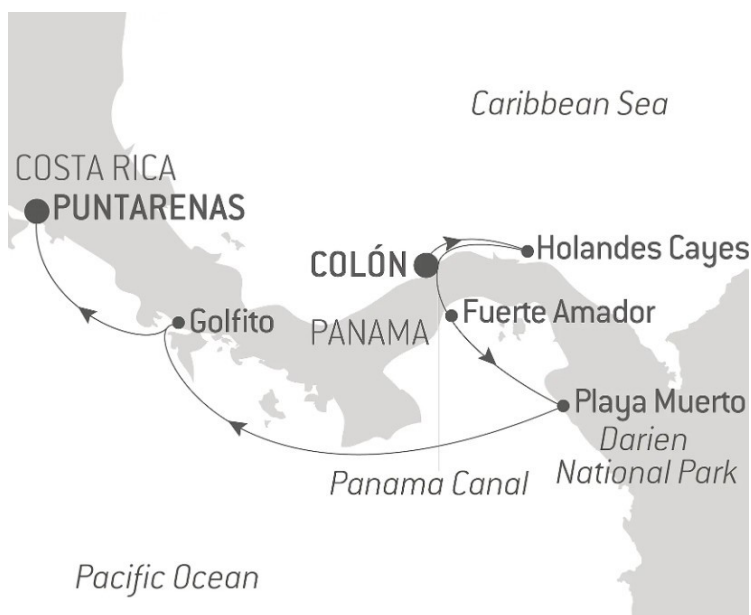 Caribbean Sea
COSTA RICA
PUNTARENAS
COLÓN
Holandes Cayes
Golfito
PANAMA
Fuerte Amador
Playa Muerto
Darien
National Park
Panama Canal
Pacific Ocean